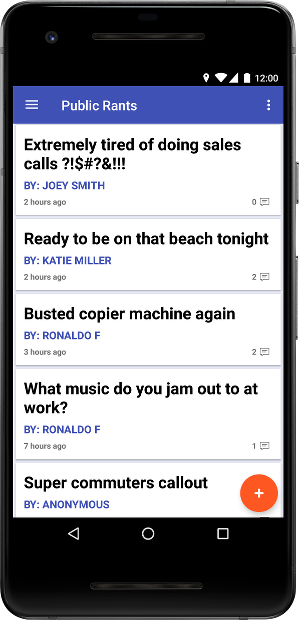 12:00
Public Rants
Extremely tired of doing sales
calls ?!$#?&!!!
BY: JOEY SMITH
2 hours ago 0
Ready to be on that beach tonight
BY: KATIE MILLER
2 hours ago 2
Busted copier machine again
BY: RONALDO F
3 hours ago 2
What music do you jam out to at
work?
BY: RONALDO F
7 hours ago 1
Super commuters callout
BY: ANONYMOUS
+